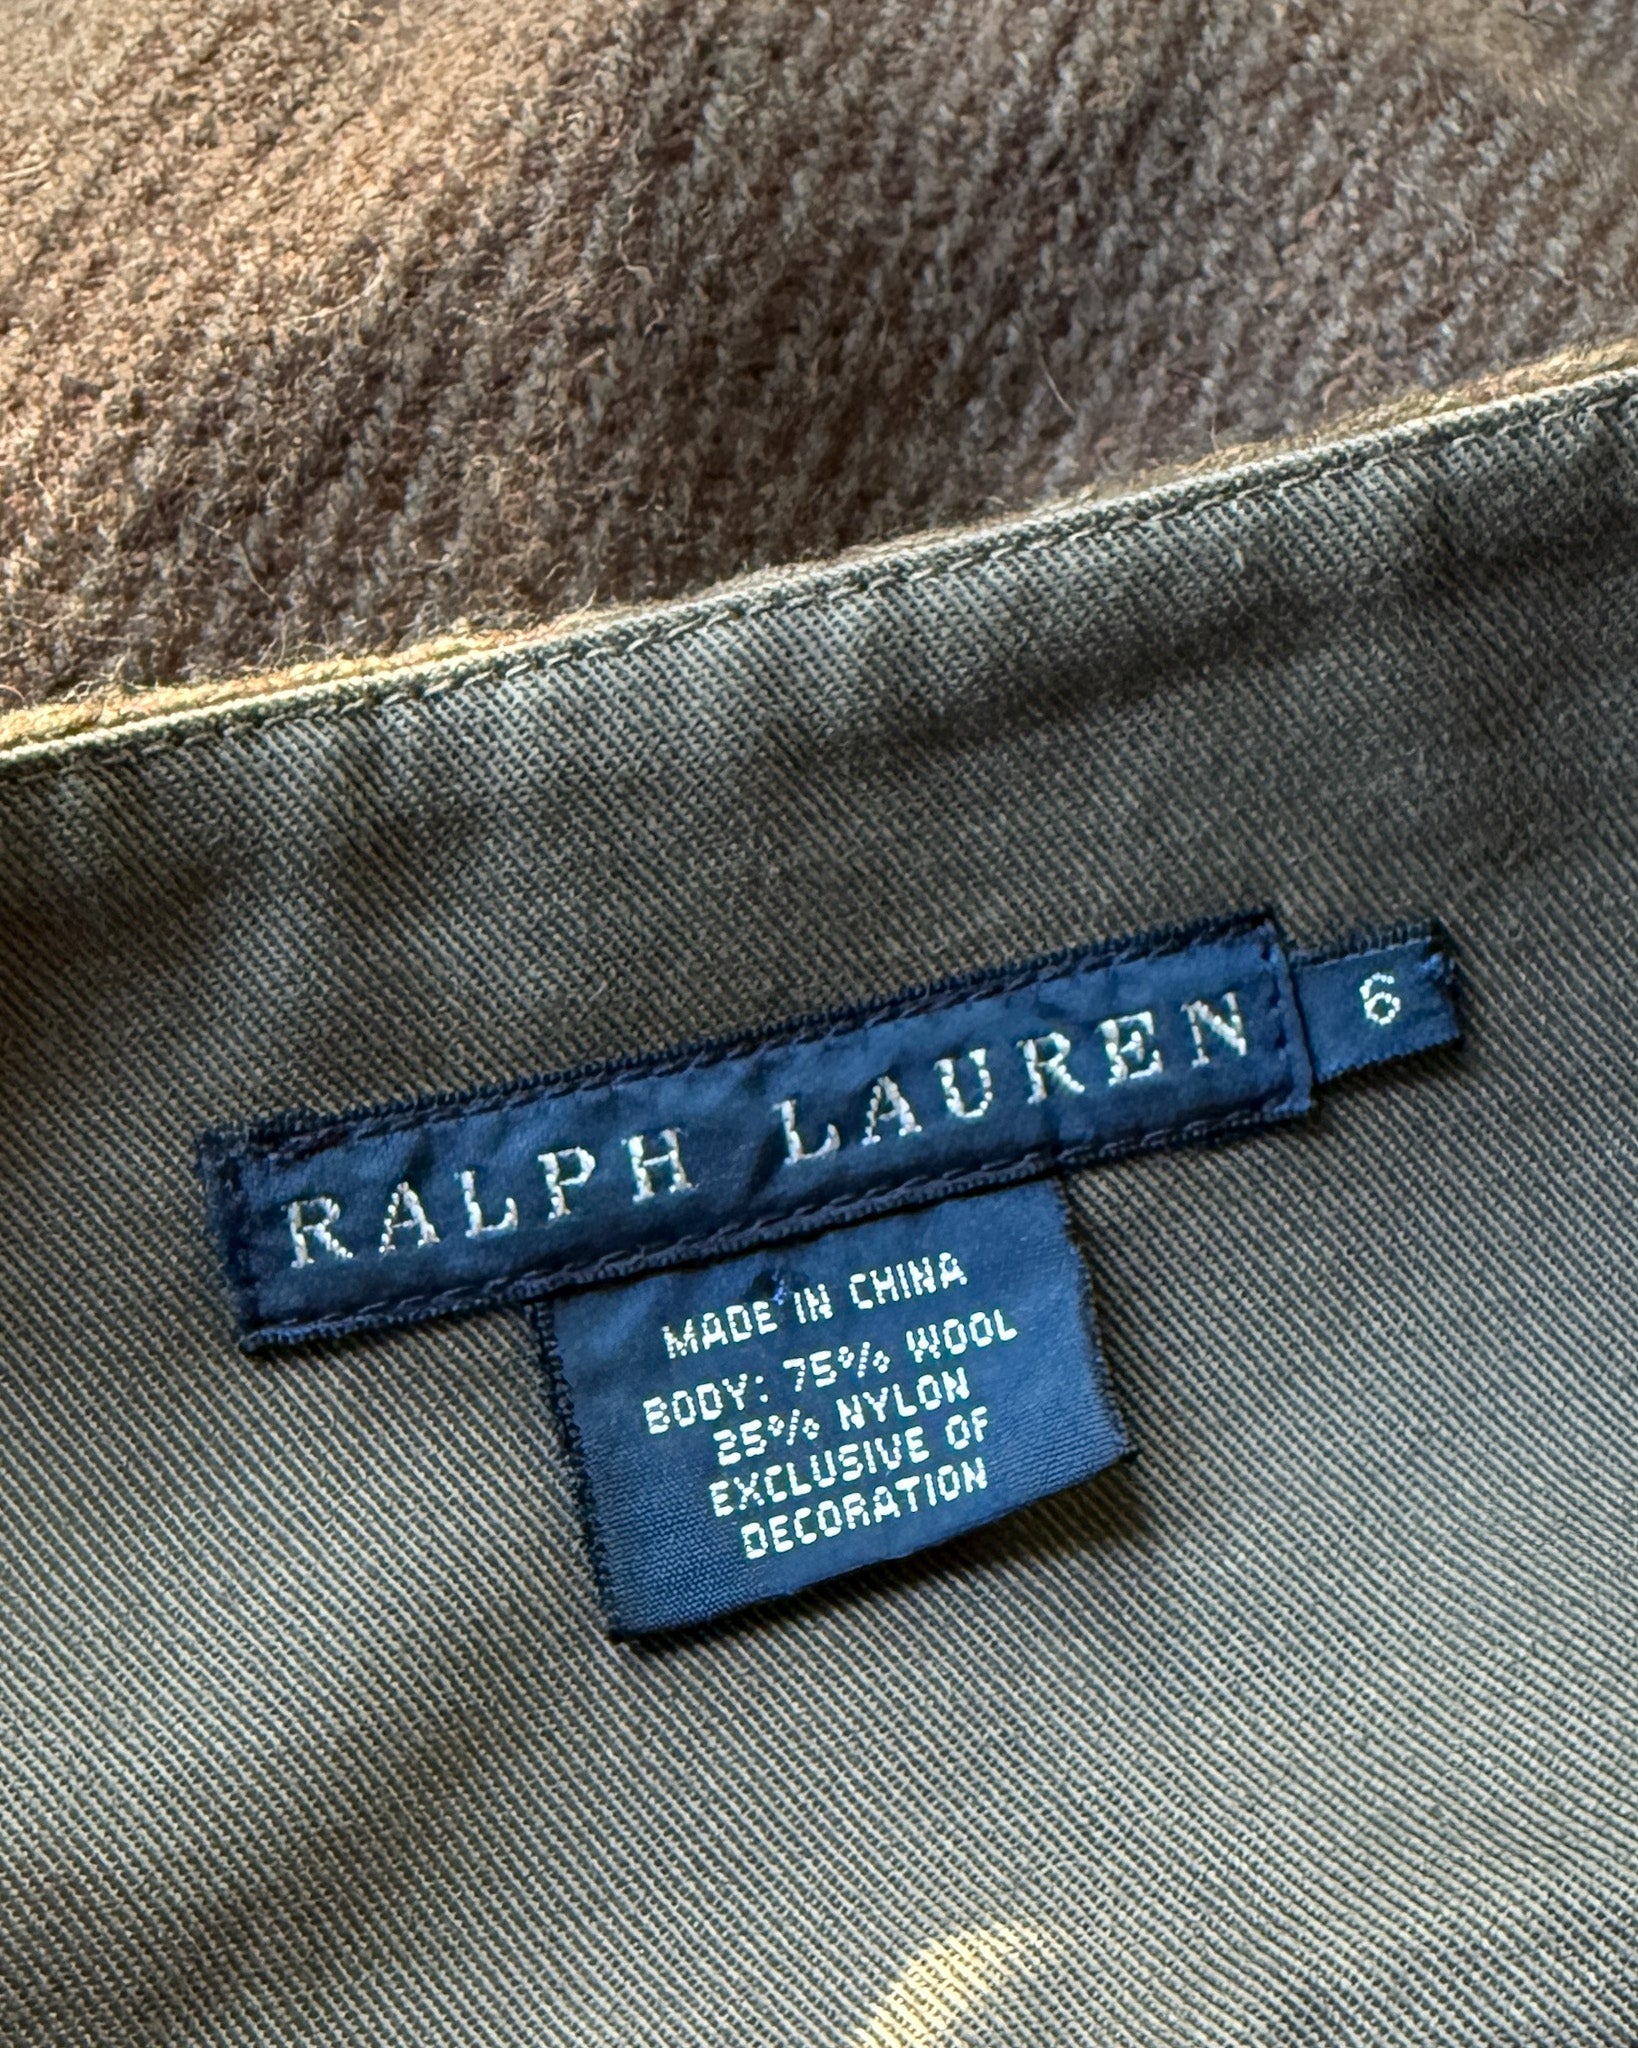 RALPH LAUREN 6
MADE IN CHINA
BODY: 75% WOOL
25% NYLON
EXCLUSIVE OF
DECORATION